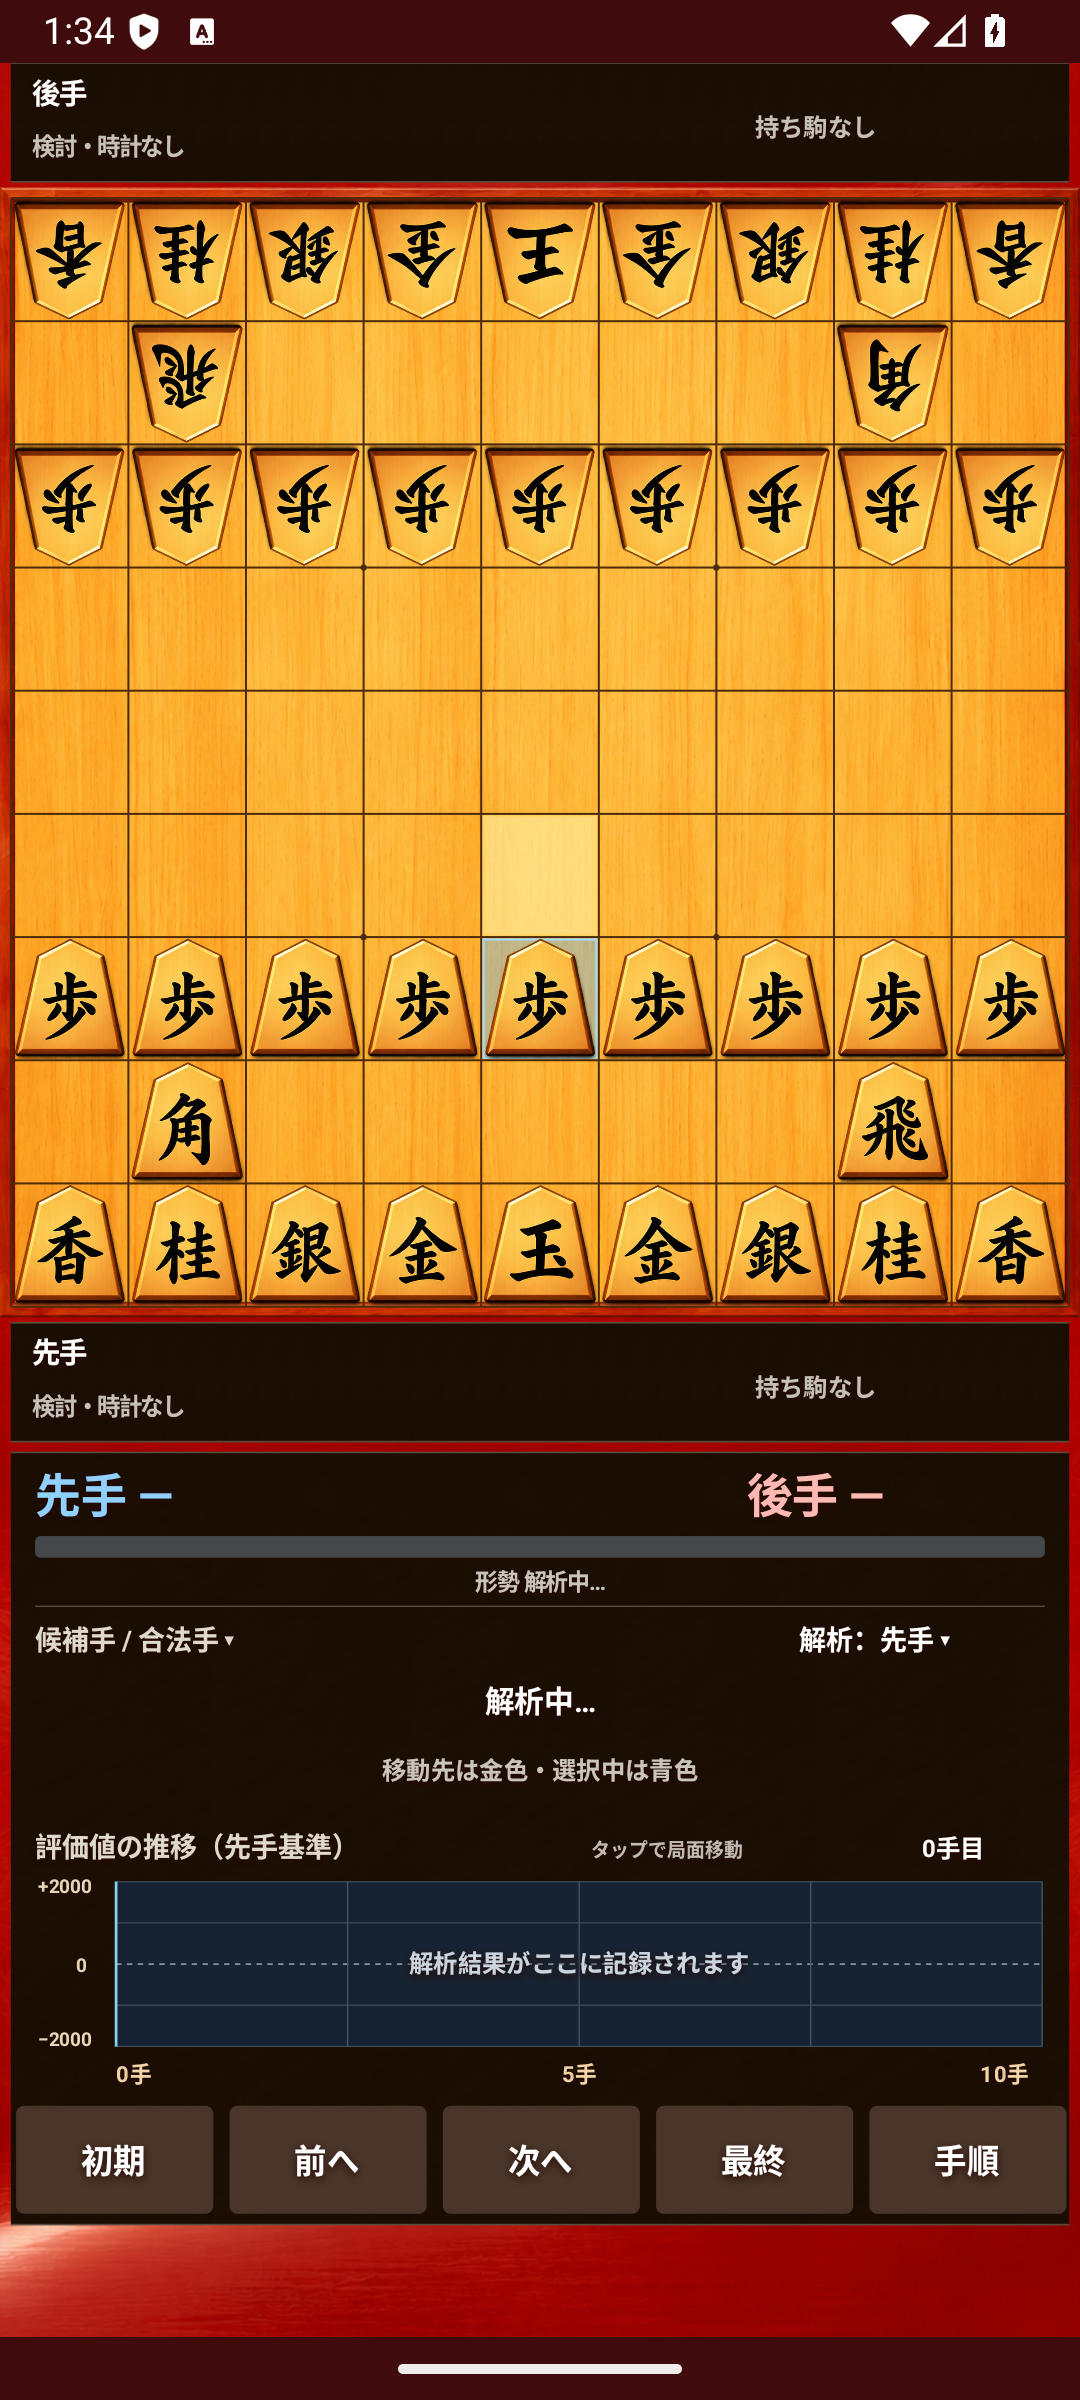 1:34
後手
検討・時計なし
持ち駒なし
香桂銀金王金銀桂香
飛角
歩歩歩歩歩歩歩歩歩
歩歩歩歩歩歩歩歩歩
角飛
香桂銀金玉金銀桂香
先手
検討・時計なし
持ち駒なし
先手 — 後手 —
形勢 解析中...
候補手 / 合法手 ▾ 解析：先手 ▾
解析中...
移動先は金色・選択中は青色
評価値の推移（先手基準） タップで局面移動 0手目
+2000
0
−2000
解析結果がここに記録されます
0手 5手 10手
初期 前へ 次へ 最終 手順